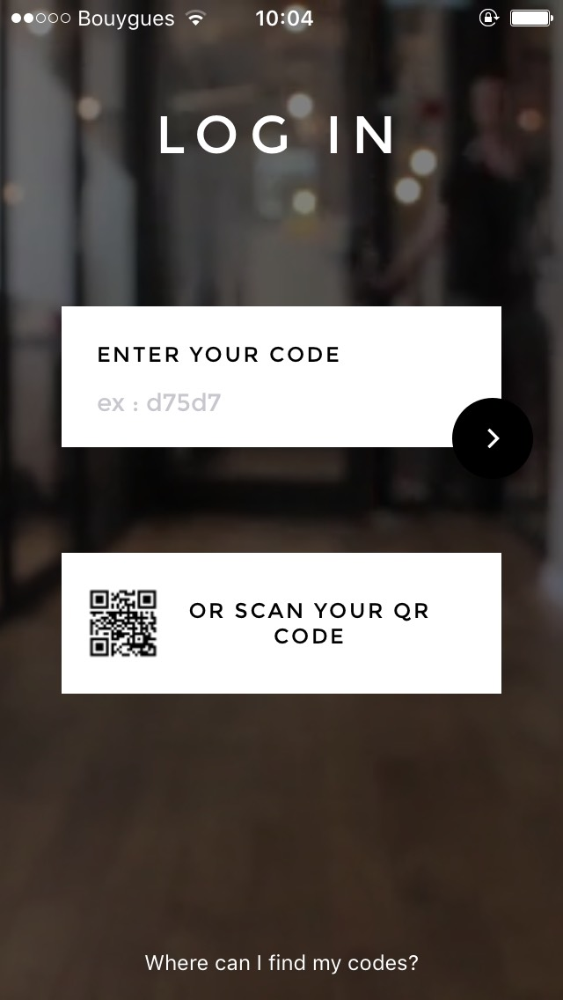 Bouygues 10:04
LOG IN
ENTER YOUR CODE
ex : d75d7
OR SCAN YOUR QR
CODE
Where can I find my codes?